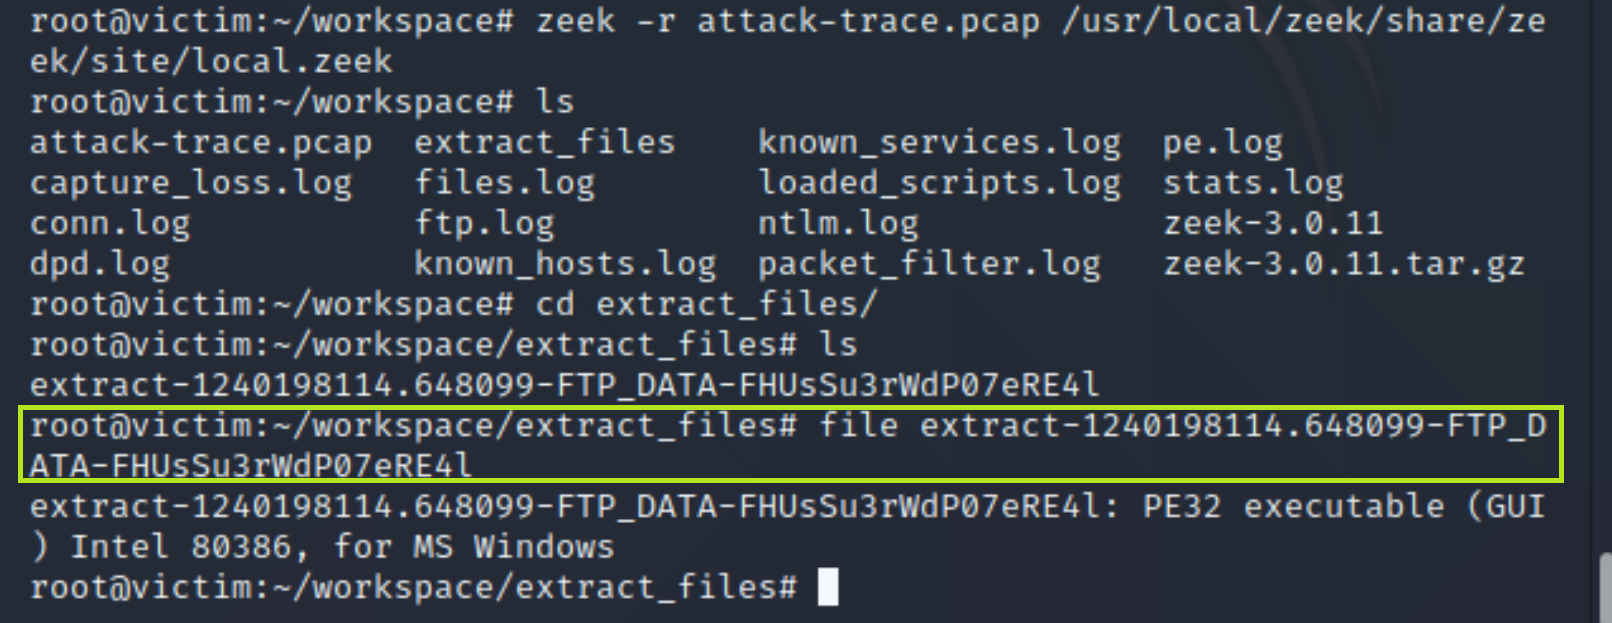 root@victim:~/workspace# zeek -r attack-trace.pcap /usr/local/zeek/share/ze
ek/site/local.zeek
root@victim:~/workspace# ls
attack-trace.pcap  extract_files    known_services.log  pe.log
capture_loss.log   files.log        loaded_scripts.log  stats.log
conn.log           ftp.log          ntlm.log            zeek-3.0.11
dpd.log            known_hosts.log  packet_filter.log   zeek-3.0.11.tar.gz
root@victim:~/workspace# cd extract_files/
root@victim:~/workspace/extract_files# ls
extract-1240198114.648099-FTP_DATA-FHUsSu3rWdP07eRE4l
root@victim:~/workspace/extract_files# file extract-1240198114.648099-FTP_D
ATA-FHUsSu3rWdP07eRE4l
extract-1240198114.648099-FTP_DATA-FHUsSu3rWdP07eRE4l: PE32 executable (GUI
) Intel 80386, for MS Windows
root@victim:~/workspace/extract_files#